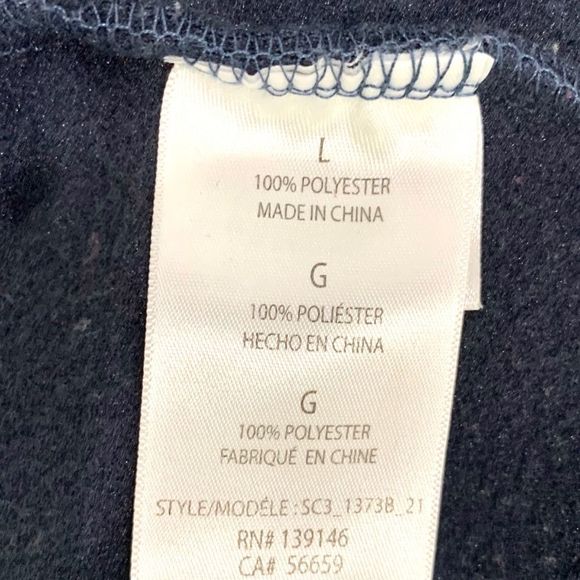 L
100% POLYESTER
MADE IN CHINA
G
100% POLIÉSTER
HECHO EN CHINA
G
100% POLYESTER
FABRIQUÉ EN CHINE
STYLE/MODÉLE : SC3_1373B_21
RN# 139146
CA# 56659